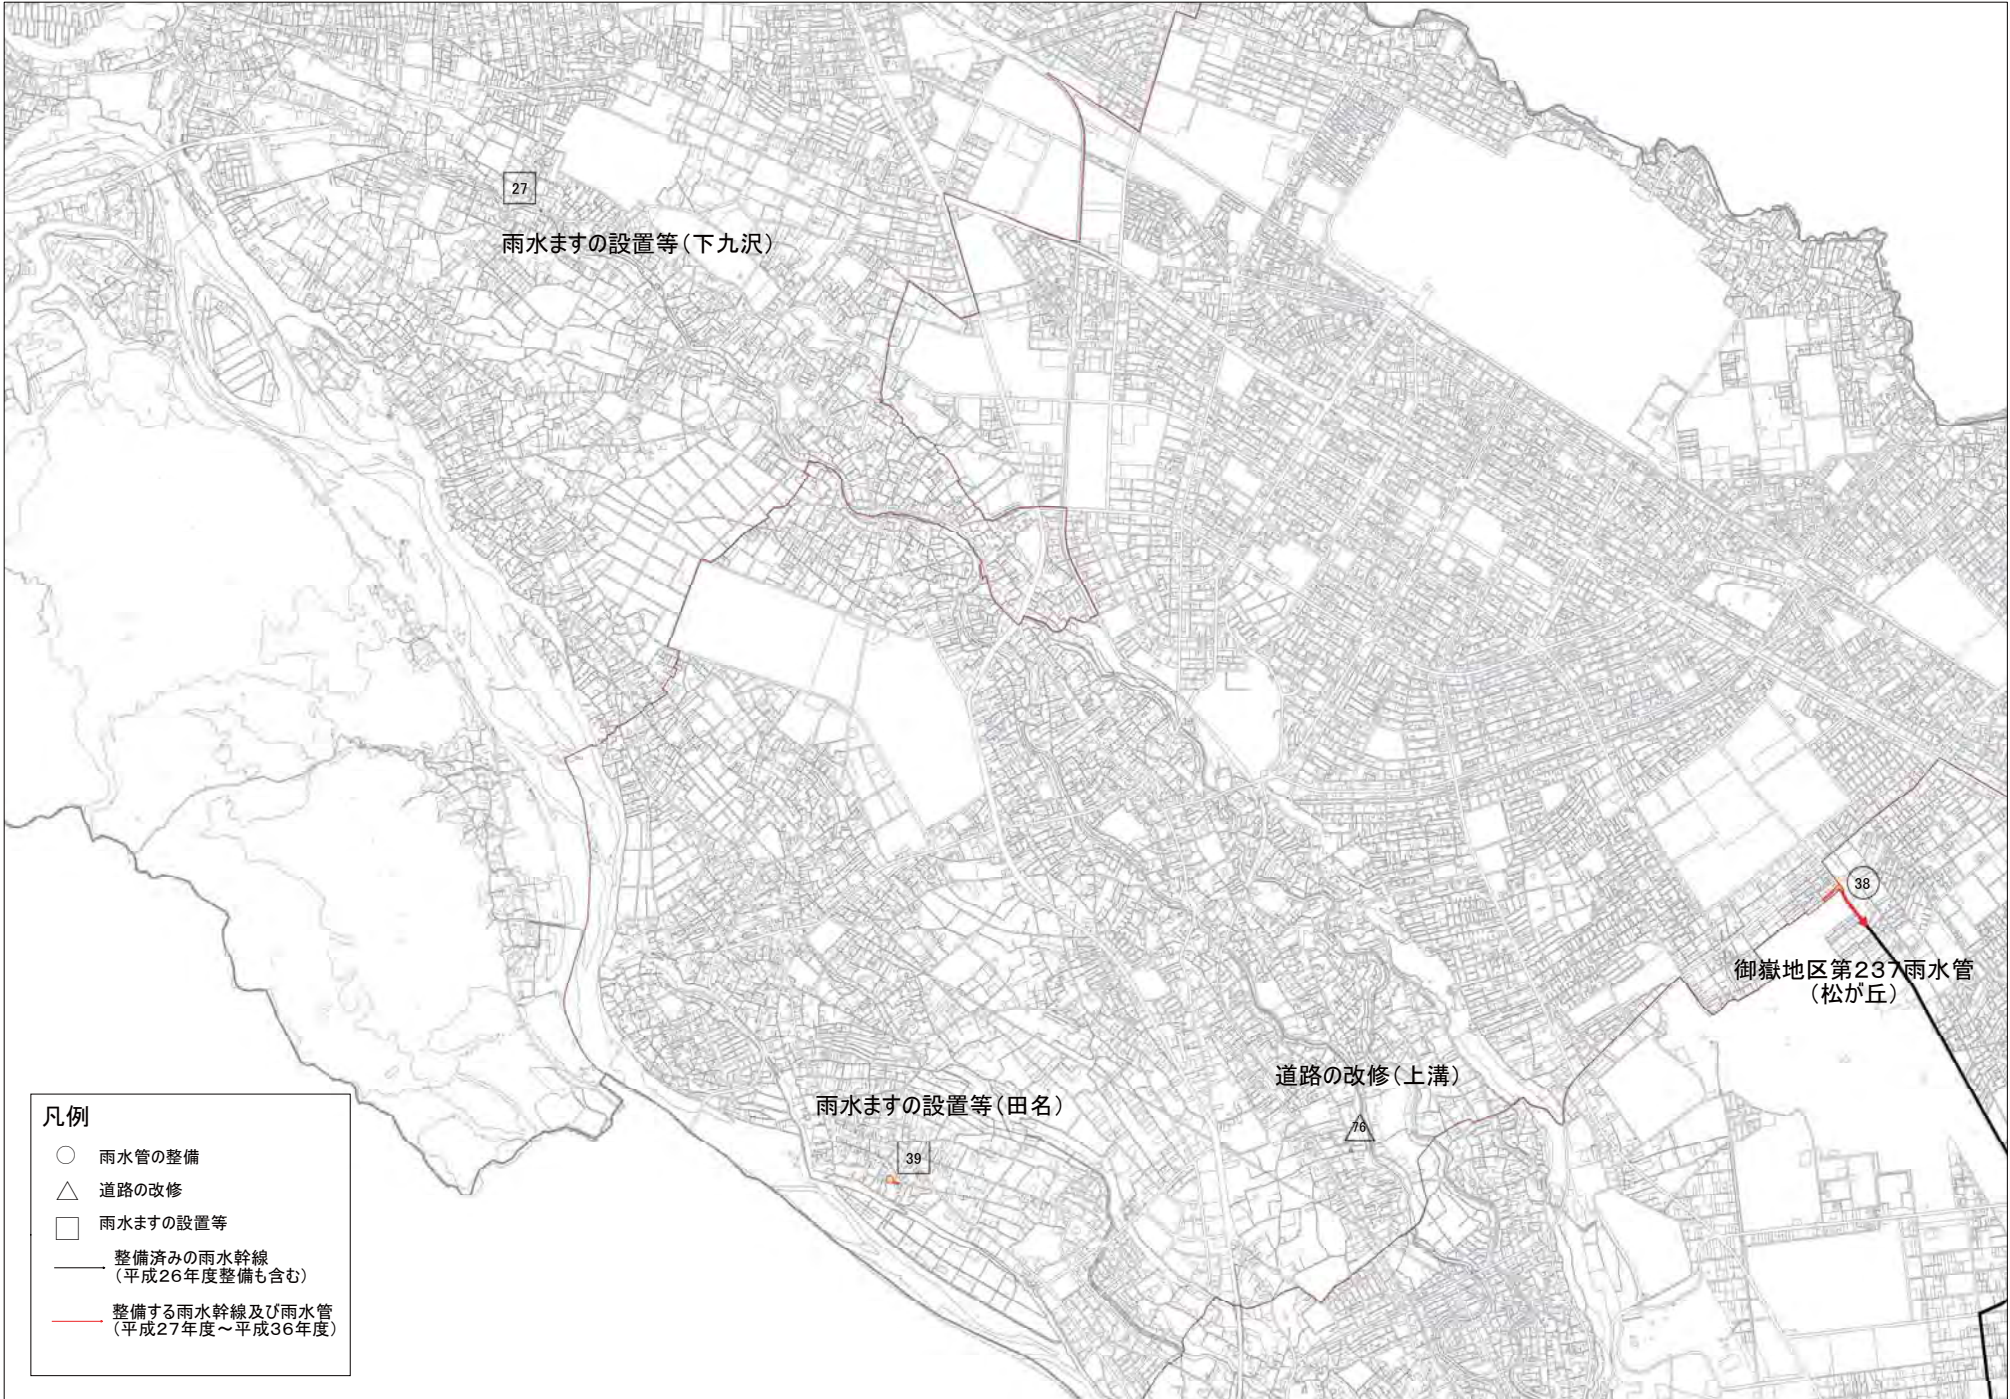 27
雨水ますの設置等(下九沢)
38
御嶽地区第237雨水管
(松が丘)
道路の改修(上溝)
76
雨水ますの設置等(田名)
39
凡例
雨水管の整備
道路の改修
雨水ますの設置等
整備済みの雨水幹線
(平成26年度整備も含む)
整備する雨水幹線及び雨水管
(平成27年度～平成36年度)